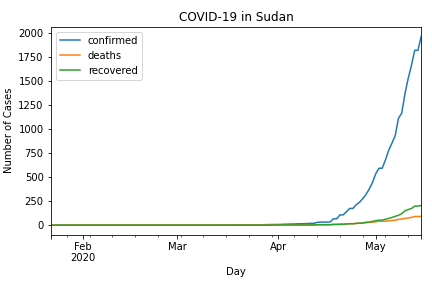 COVID-19 in Sudan
confirmed
deaths
recovered
2000
1750
1500
1250
1000
750
500
250
0
Number of Cases
Feb
2020
Mar
Apr
May
Day